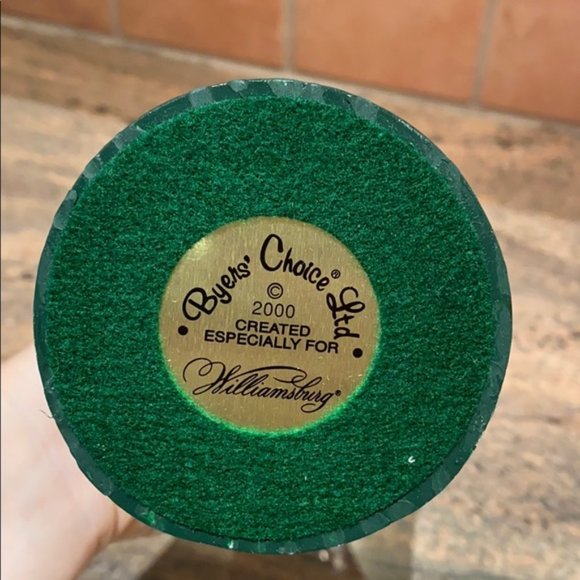 Byers' Choice® Ltd.
©
2000
CREATED
ESPECIALLY FOR
Williamsburg®